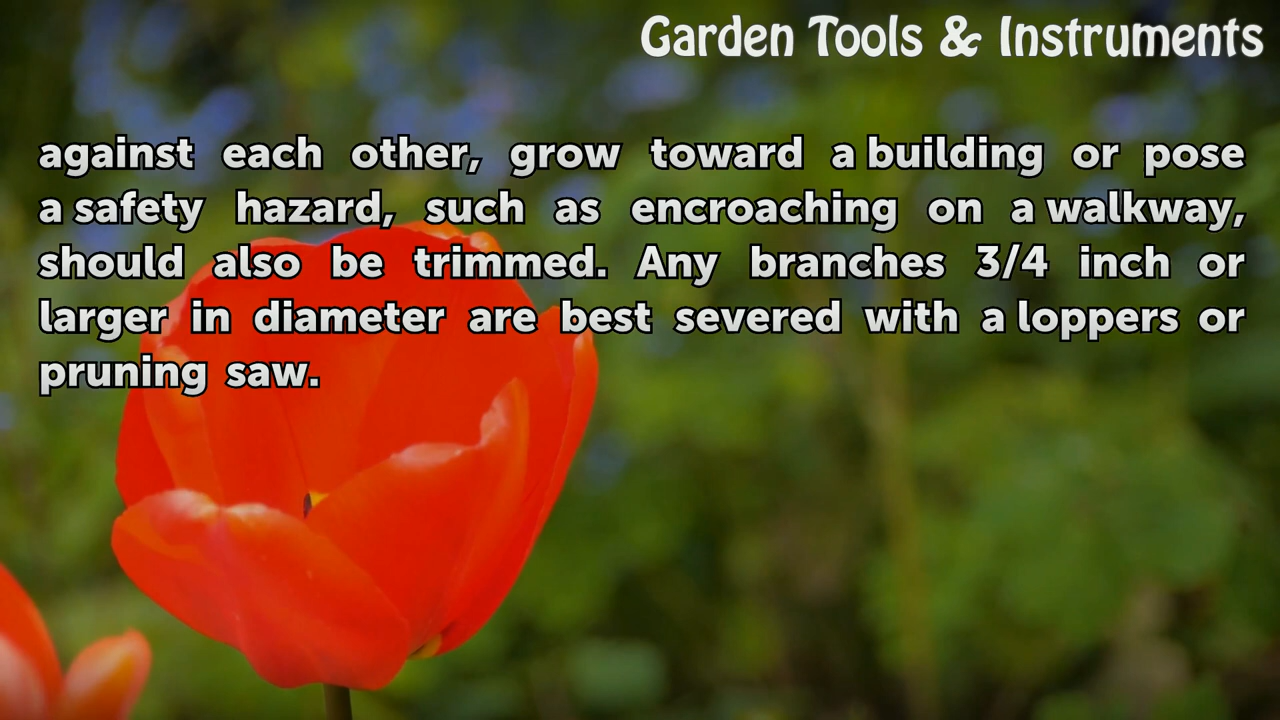 Garden Tools & Instruments
against each other, grow toward a building or pose
a safety hazard, such as encroaching on a walkway,
should also be trimmed. Any branches 3/4 inch or
larger in diameter are best severed with a loppers or
pruning saw.